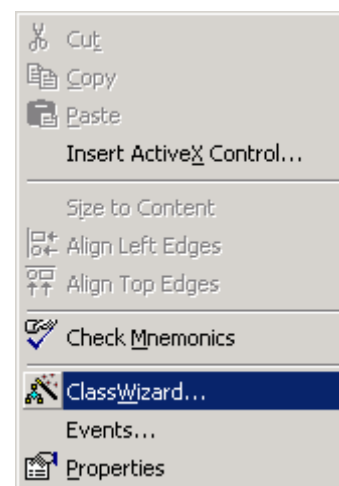 Cut
Copy
Paste
Insert ActiveX Control...
Size to Content
Align Left Edges
Align Top Edges
Check Mnemonics
ClassWizard...
Events...
Properties